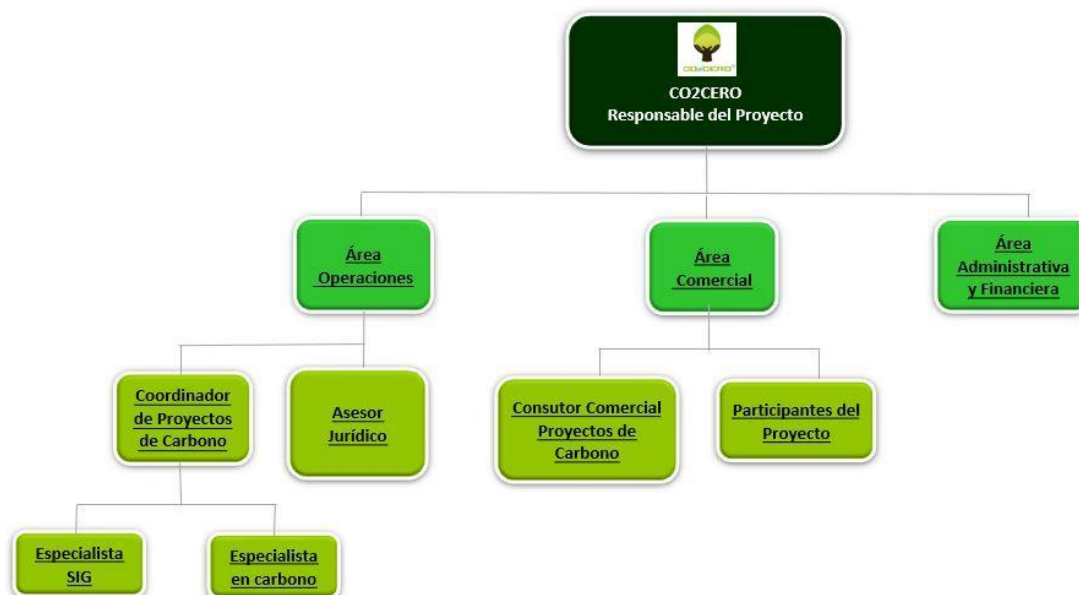 CO2CERO
CO2CERO
Responsable del Proyecto
Área
Operaciones
Área
Comercial
Área
Administrativa
y Financiera
Coordinador
de Proyectos
de Carbono
Asesor
Jurídico
Consutor Comercial
Proyectos de
Carbono
Participantes del
Proyecto
Especialista
SIG
Especialista
en carbono